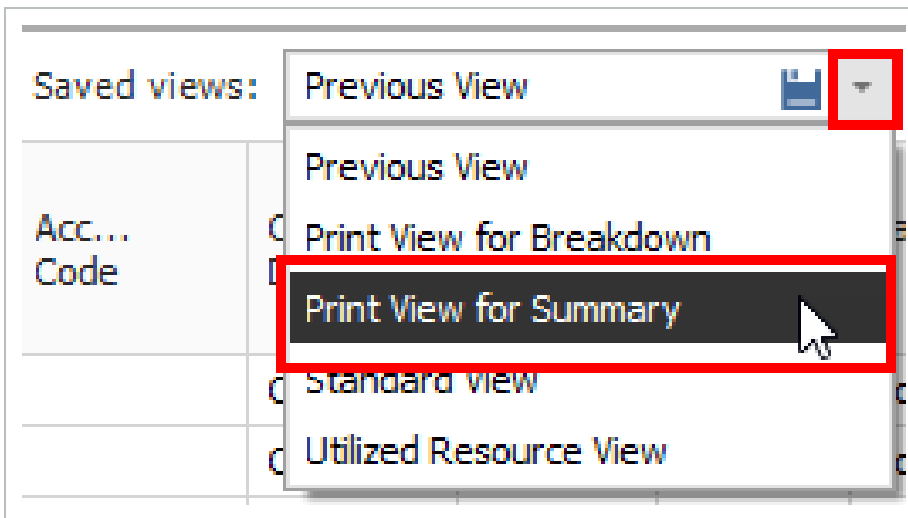 Saved views: Previous View
Previous View
Acc...
Code
Print View for Breakdown
Print View for Summary
Standard View
Utilized Resource View